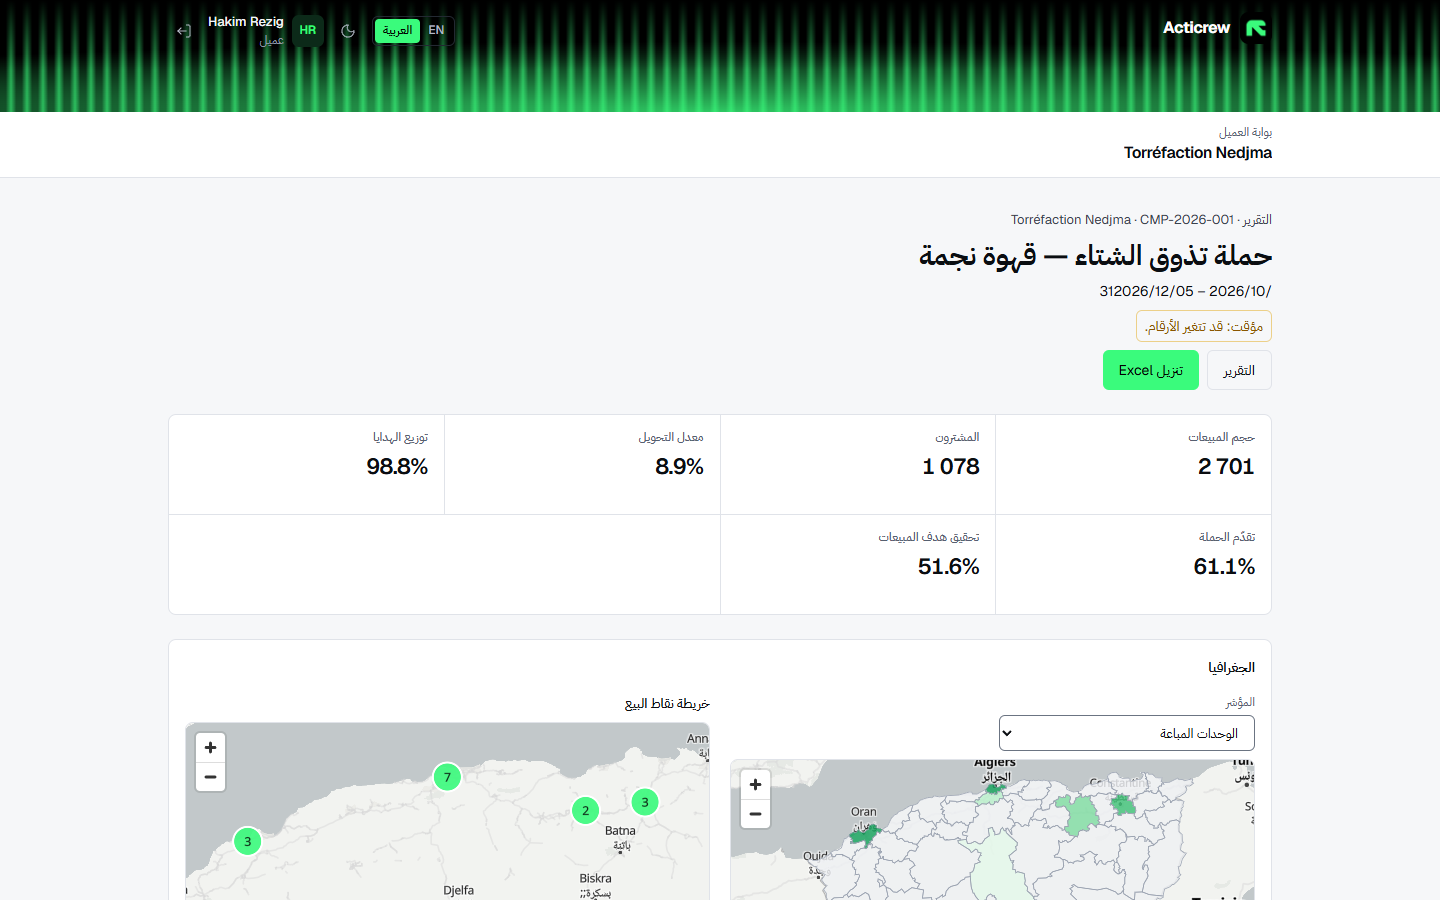 Acticrew
EN
العربية
HR
Hakim Rezig
عميل
بوابة العميل
Torréfaction Nedjma
التقرير · Torréfaction Nedjma · CMP-2026-001
حملة تذوق الشتاء — قهوة نجمة
312026/12/05 – 2026/10/
مؤقت: قد تتغير الأرقام.
التقرير
تنزيل Excel
حجم المبيعات
2 701
المشترون
1 078
معدل التحويل
8.9%
توزيع الهدايا
98.8%
تقدّم الحملة
61.1%
تحقيق هدف المبيعات
51.6%
الجغرافيا
المؤشر
الوحدات المباعة
+
−
Algiers
الجزائر
Constantine
Oran
وهران
تونس
خريطة نقاط البيع
+
−
7
3
2
3
Batna
باتنة
Biskra
بسكرة
Djelfa